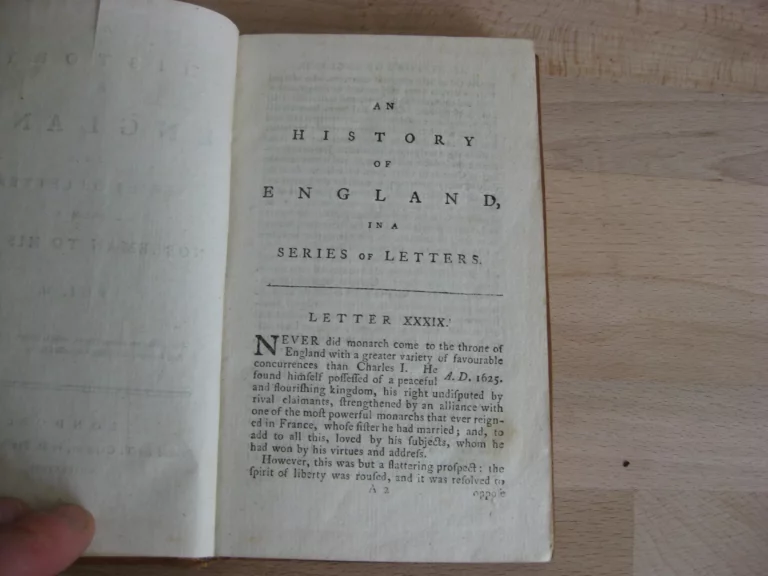 AN
HISTORY
OF
ENGLAND,
IN A
SERIES OF LETTERS.
LETTER XXXIX.
NEVER did monarch come to the throne of
England with a greater variety of favourable
concurrences than Charles I. He
found himſelf poſſeſſed of a peaceful A. D. 1625.
and flouriſhing kingdom, his right undiſputed by
rival claimants, ſtrengthened by an alliance with
one of the moſt powerful monarchs that ever reign-
ed in France, whoſe ſiſter he had married; and, to
add to all this, loved by his ſubjects, whom he
had won by his virtues and addreſs.
However, this was but a flattering proſpect: the
ſpirit of liberty was rouſed, and it was reſolved to
A 2
oppoſe